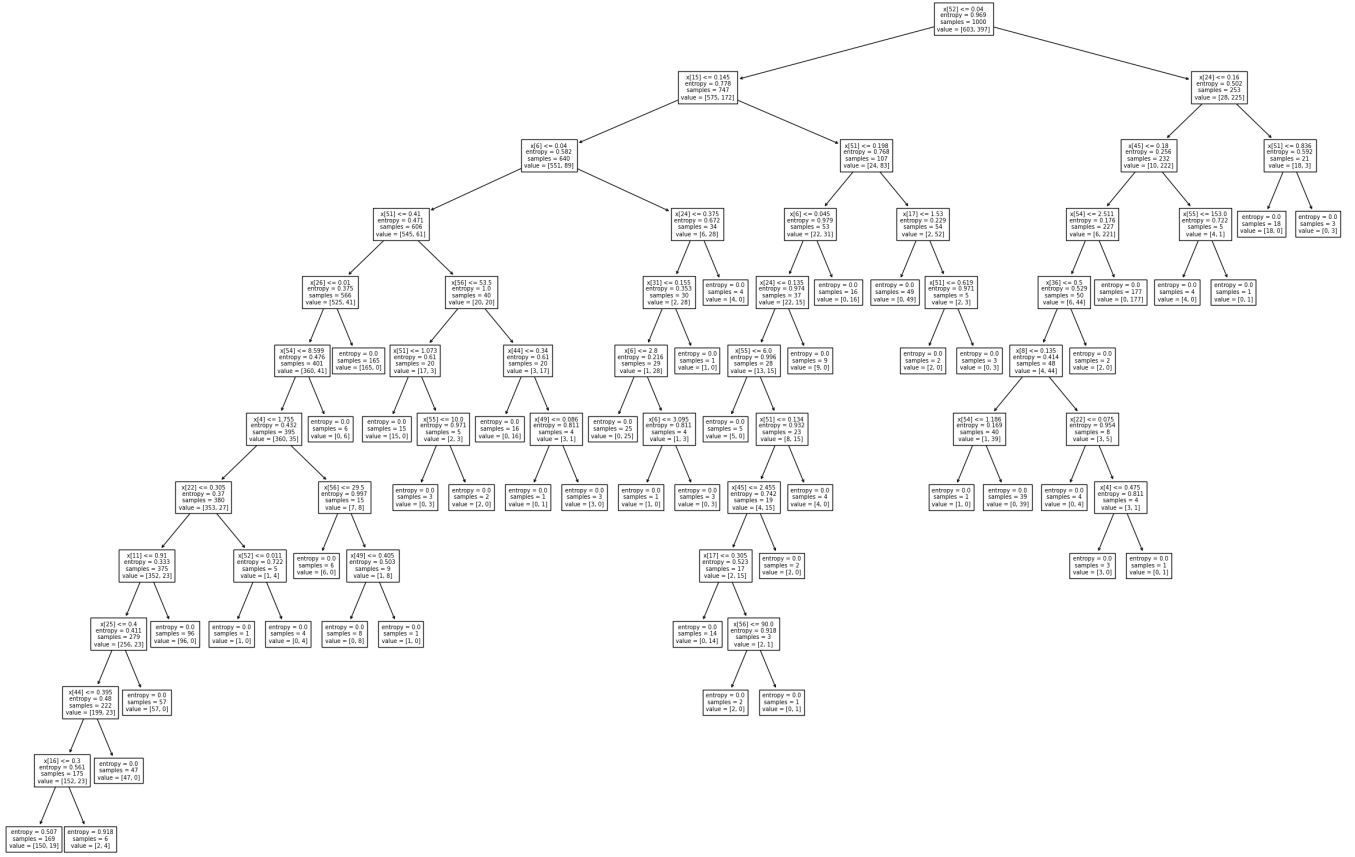 x[52] <= 0.04
entropy = 0.969
samples = 1000
value = [603, 397]
x[15] <= 0.145
entropy = 0.778
samples = 747
value = [575, 172]
x[24] <= 0.16
entropy = 0.502
samples = 253
value = [28, 225]
x[6] <= 0.04
entropy = 0.582
samples = 640
value = [551, 89]
x[51] <= 0.198
entropy = 0.768
samples = 107
value = [24, 83]
x[45] <= 0.18
entropy = 0.256
samples = 232
value = [10, 222]
x[51] <= 0.836
entropy = 0.592
samples = 21
value = [18, 3]
x[51] <= 0.41
entropy = 0.471
samples = 606
value = [545, 61]
x[24] <= 0.375
entropy = 0.672
samples = 34
value = [6, 28]
x[6] <= 0.045
entropy = 0.979
samples = 53
value = [22, 31]
x[17] <= 1.53
entropy = 0.229
samples = 54
value = [2, 52]
x[54] <= 2.511
entropy = 0.176
samples = 227
value = [6, 221]
x[55] <= 153.0
entropy = 0.722
samples = 5
value = [4, 1]
entropy = 0.0
samples = 18
value = [18, 0]
entropy = 0.0
samples = 3
value = [0, 3]
x[26] <= 0.01
entropy = 0.375
samples = 566
value = [525, 41]
x[56] <= 53.5
entropy = 1.0
samples = 40
value = [20, 20]
x[31] <= 0.155
entropy = 0.353
samples = 30
value = [2, 28]
entropy = 0.0
samples = 4
value = [4, 0]
x[24] <= 0.135
entropy = 0.974
samples = 37
value = [22, 15]
entropy = 0.0
samples = 16
value = [0, 16]
entropy = 0.0
samples = 49
value = [0, 49]
x[51] <= 0.619
entropy = 0.971
samples = 5
value = [2, 3]
x[36] <= 0.5
entropy = 0.529
samples = 50
value = [6, 44]
entropy = 0.0
samples = 177
value = [0, 177]
entropy = 0.0
samples = 4
value = [4, 0]
entropy = 0.0
samples = 1
value = [0, 1]
x[54] <= 8.599
entropy = 0.476
samples = 401
value = [360, 41]
entropy = 0.0
samples = 165
value = [165, 0]
x[51] <= 1.073
entropy = 0.61
samples = 20
value = [17, 3]
x[44] <= 0.34
entropy = 0.61
samples = 20
value = [3, 17]
x[6] <= 2.8
entropy = 0.216
samples = 29
value = [1, 28]
entropy = 0.0
samples = 1
value = [1, 0]
x[55] <= 6.0
entropy = 0.996
samples = 28
value = [13, 15]
entropy = 0.0
samples = 9
value = [9, 0]
entropy = 0.0
samples = 2
value = [2, 0]
entropy = 0.0
samples = 3
value = [0, 3]
x[8] <= 0.135
entropy = 0.414
samples = 48
value = [4, 44]
entropy = 0.0
samples = 2
value = [2, 0]
x[4] <= 1.755
entropy = 0.432
samples = 395
value = [360, 35]
entropy = 0.0
samples = 6
value = [0, 6]
entropy = 0.0
samples = 15
value = [15, 0]
x[55] <= 10.0
entropy = 0.971
samples = 5
value = [2, 3]
entropy = 0.0
samples = 16
value = [0, 16]
x[49] <= 0.086
entropy = 0.811
samples = 4
value = [3, 1]
entropy = 0.0
samples = 25
value = [0, 25]
x[6] <= 3.095
entropy = 0.811
samples = 4
value = [1, 3]
entropy = 0.0
samples = 5
value = [5, 0]
x[51] <= 0.134
entropy = 0.932
samples = 23
value = [8, 15]
x[54] <= 1.186
entropy = 0.169
samples = 40
value = [1, 39]
x[22] <= 0.075
entropy = 0.954
samples = 8
value = [3, 5]
x[22] <= 0.305
entropy = 0.37
samples = 380
value = [353, 27]
x[56] <= 29.5
entropy = 0.997
samples = 15
value = [7, 8]
entropy = 0.0
samples = 3
value = [0, 3]
entropy = 0.0
samples = 2
value = [2, 0]
entropy = 0.0
samples = 1
value = [0, 1]
entropy = 0.0
samples = 3
value = [3, 0]
entropy = 0.0
samples = 1
value = [1, 0]
entropy = 0.0
samples = 3
value = [0, 3]
x[45] <= 2.455
entropy = 0.742
samples = 19
value = [4, 15]
entropy = 0.0
samples = 4
value = [4, 0]
entropy = 0.0
samples = 1
value = [1, 0]
entropy = 0.0
samples = 39
value = [0, 39]
entropy = 0.0
samples = 4
value = [0, 4]
x[4] <= 0.475
entropy = 0.811
samples = 4
value = [3, 1]
x[11] <= 0.91
entropy = 0.333
samples = 375
value = [352, 23]
x[52] <= 0.011
entropy = 0.722
samples = 5
value = [1, 4]
entropy = 0.0
samples = 6
value = [6, 0]
x[49] <= 0.405
entropy = 0.503
samples = 9
value = [1, 8]
x[17] <= 0.305
entropy = 0.523
samples = 17
value = [2, 15]
entropy = 0.0
samples = 2
value = [2, 0]
entropy = 0.0
samples = 3
value = [3, 0]
entropy = 0.0
samples = 1
value = [0, 1]
x[25] <= 0.4
entropy = 0.411
samples = 279
value = [256, 23]
entropy = 0.0
samples = 96
value = [96, 0]
entropy = 0.0
samples = 1
value = [1, 0]
entropy = 0.0
samples = 4
value = [0, 4]
entropy = 0.0
samples = 8
value = [0, 8]
entropy = 0.0
samples = 1
value = [1, 0]
entropy = 0.0
samples = 14
value = [0, 14]
x[56] <= 90.0
entropy = 0.918
samples = 3
value = [2, 1]
x[44] <= 0.395
entropy = 0.48
samples = 222
value = [199, 23]
entropy = 0.0
samples = 57
value = [57, 0]
entropy = 0.0
samples = 2
value = [2, 0]
entropy = 0.0
samples = 1
value = [0, 1]
x[16] <= 0.3
entropy = 0.561
samples = 175
value = [152, 23]
entropy = 0.0
samples = 47
value = [47, 0]
entropy = 0.507
samples = 169
value = [150, 19]
entropy = 0.918
samples = 6
value = [2, 4]